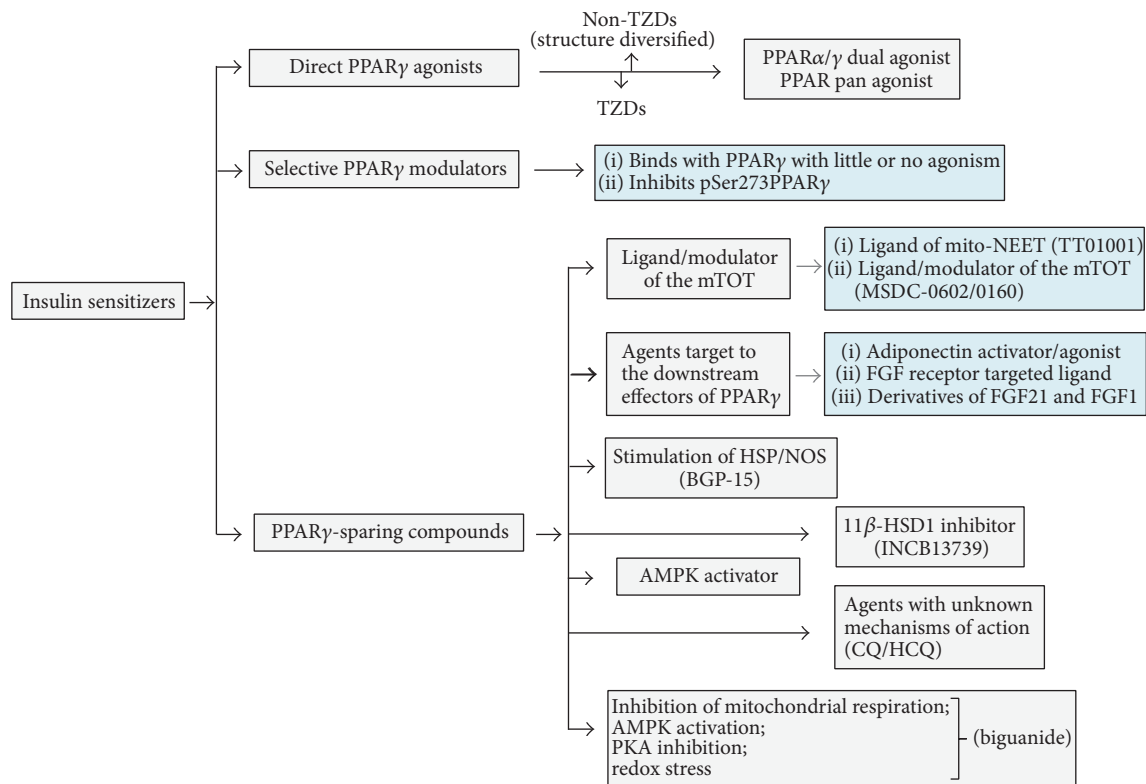 Non-TZDs
(structure diversified)
Direct PPARγ agonists
TZDs
PPARα/γ dual agonist
PPAR pan agonist
Selective PPARγ modulators
(i) Binds with PPARγ with little or no agonism
(ii) Inhibits pSer273PPARγ
Insulin sensitizers
Ligand/modulator
of the mTOT
(i) Ligand of mito-NEET (TT01001)
(ii) Ligand/modulator of the mTOT
(MSDC-0602/0160)
Agents target to
the downstream
effectors of PPARγ
(i) Adiponectin activator/agonist
(ii) FGF receptor targeted ligand
(iii) Derivatives of FGF21 and FGF1
Stimulation of HSP/NOS
(BGP-15)
PPARγ-sparing compounds
11β-HSD1 inhibitor
(INCB13739)
AMPK activator
Agents with unknown
mechanisms of action
(CQ/HCQ)
Inhibition of mitochondrial respiration;
AMPK activation;
PKA inhibition;
redox stress
(biguanide)